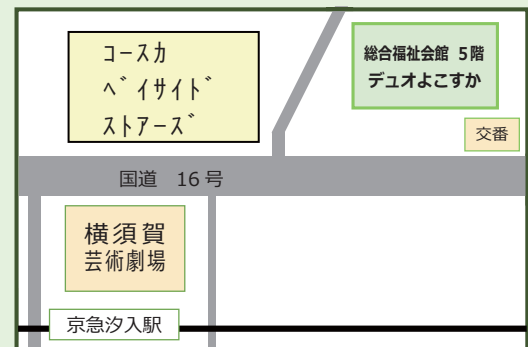 コースカ
ベイサイド
ストアーズ
総合福祉会館 5階
デュオよこすか
交番
国道 16号
横須賀
芸術劇場
京急汐入駅